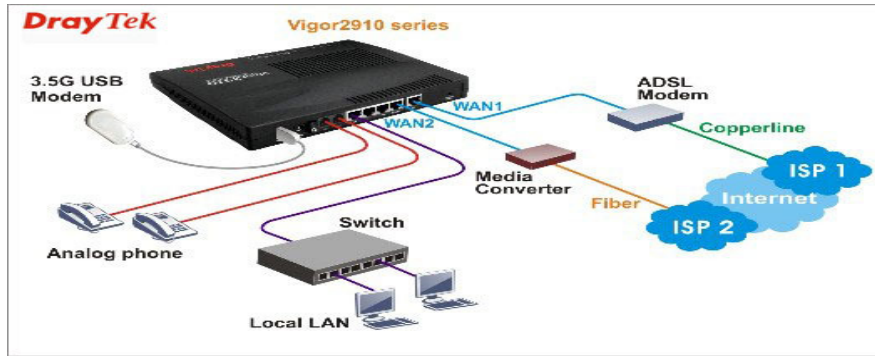 DrayTek
Vigor2910 series
3.5G USB
Modem
WAN1
WAN2
ADSL
Modem
Copperline
Media
Converter
Fiber
ISP 1
Internet
ISP 2
Analog phone
Switch
Local LAN